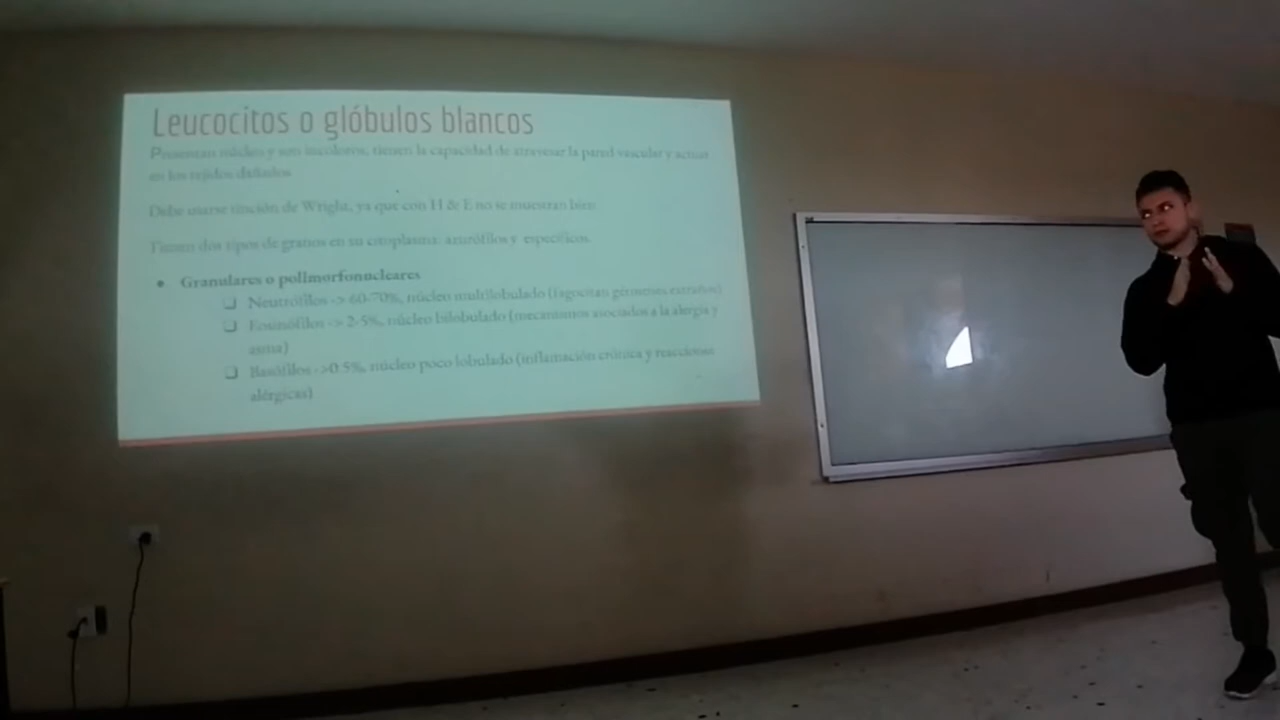 Leucocitos o glóbulos blancos
Presentan núcleo y son incoloros, tienen la capacidad de atravesar la pared vascular y actuar
en los tejidos dañados
Debe usarse tinción de Wright, ya que con H & E no se muestran bien
Tienen dos tipos de granos en su citoplasma: azurófilos y específicos.
• Granulares o polimorfonucleares
❏ Neutrófilos -> 60-70%, núcleo multilobulado (fagocitan gérmenes extraños)
❏ Eosinófilos -> 2-5%, núcleo bilobulado (mecanismos asociados a la alergia y
asma)
❏ Basófilos ->0.5%, núcleo poco lobulado (inflamación crónica y reacciones
alérgicas)